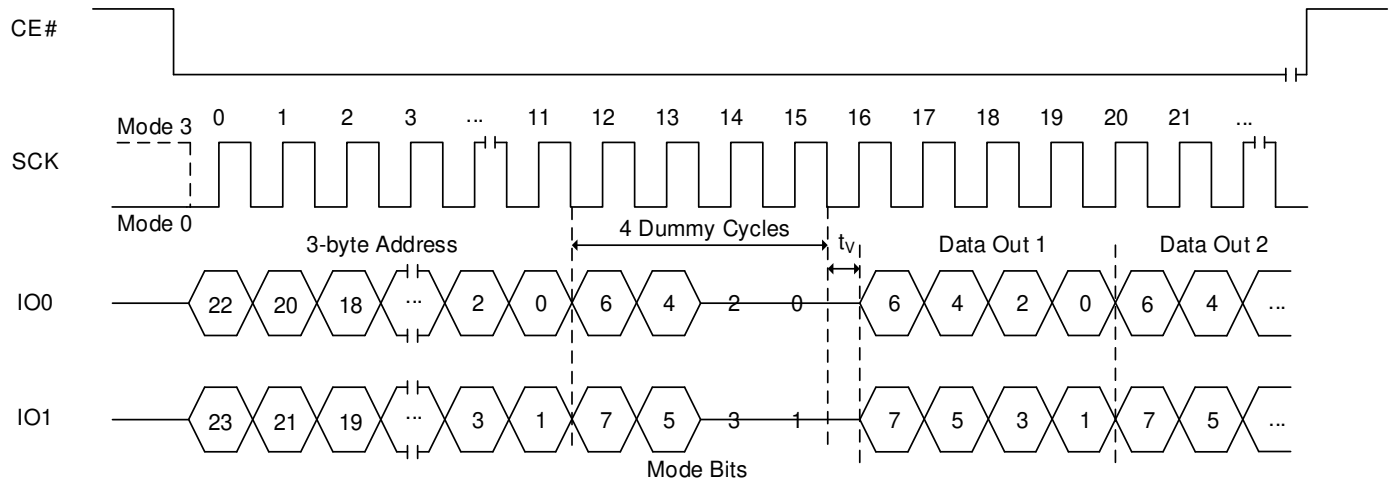 CE#
0 1 2 3 ... 11 12 13 14 15 16 17 18 19 20 21 ...
Mode 3
SCK
Mode 0
3-byte Address 4 Dummy Cycles tV Data Out 1 Data Out 2
IO0 22 20 18 ... 2 0 6 4 2 0 6 4 2 0 6 4 ...
IO1 23 21 19 ... 3 1 7 5 3 1 7 5 3 1 7 5 ...
Mode Bits